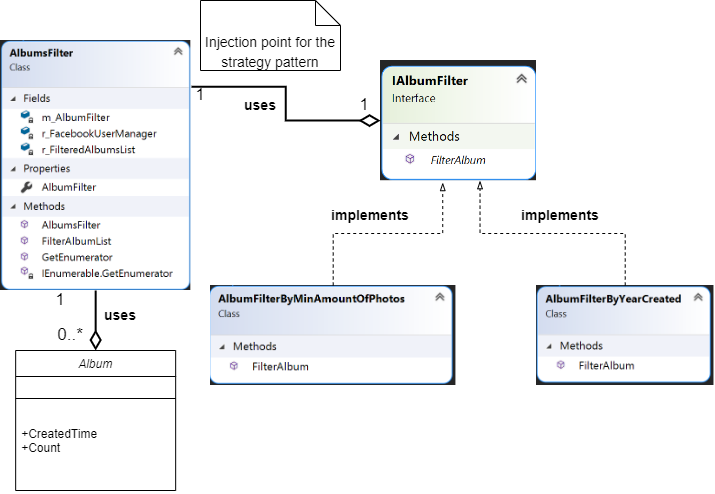 AlbumsFilter
Class
Fields
m_AlbumFilter
r_FacebookUserManager
r_FilteredAlbumsList
Properties
AlbumFilter
Methods
AlbumsFilter
FilterAlbumList
GetEnumerator
IEnumerable.GetEnumerator
Injection point for the
strategy pattern
1
uses
1
IAlbumFilter
Interface
Methods
FilterAlbum
implements
implements
AlbumFilterByMinAmountOfPhotos
Class
Methods
FilterAlbum
AlbumFilterByYearCreated
Class
Methods
FilterAlbum
1
uses
0..*
Album
+CreatedTime
+Count